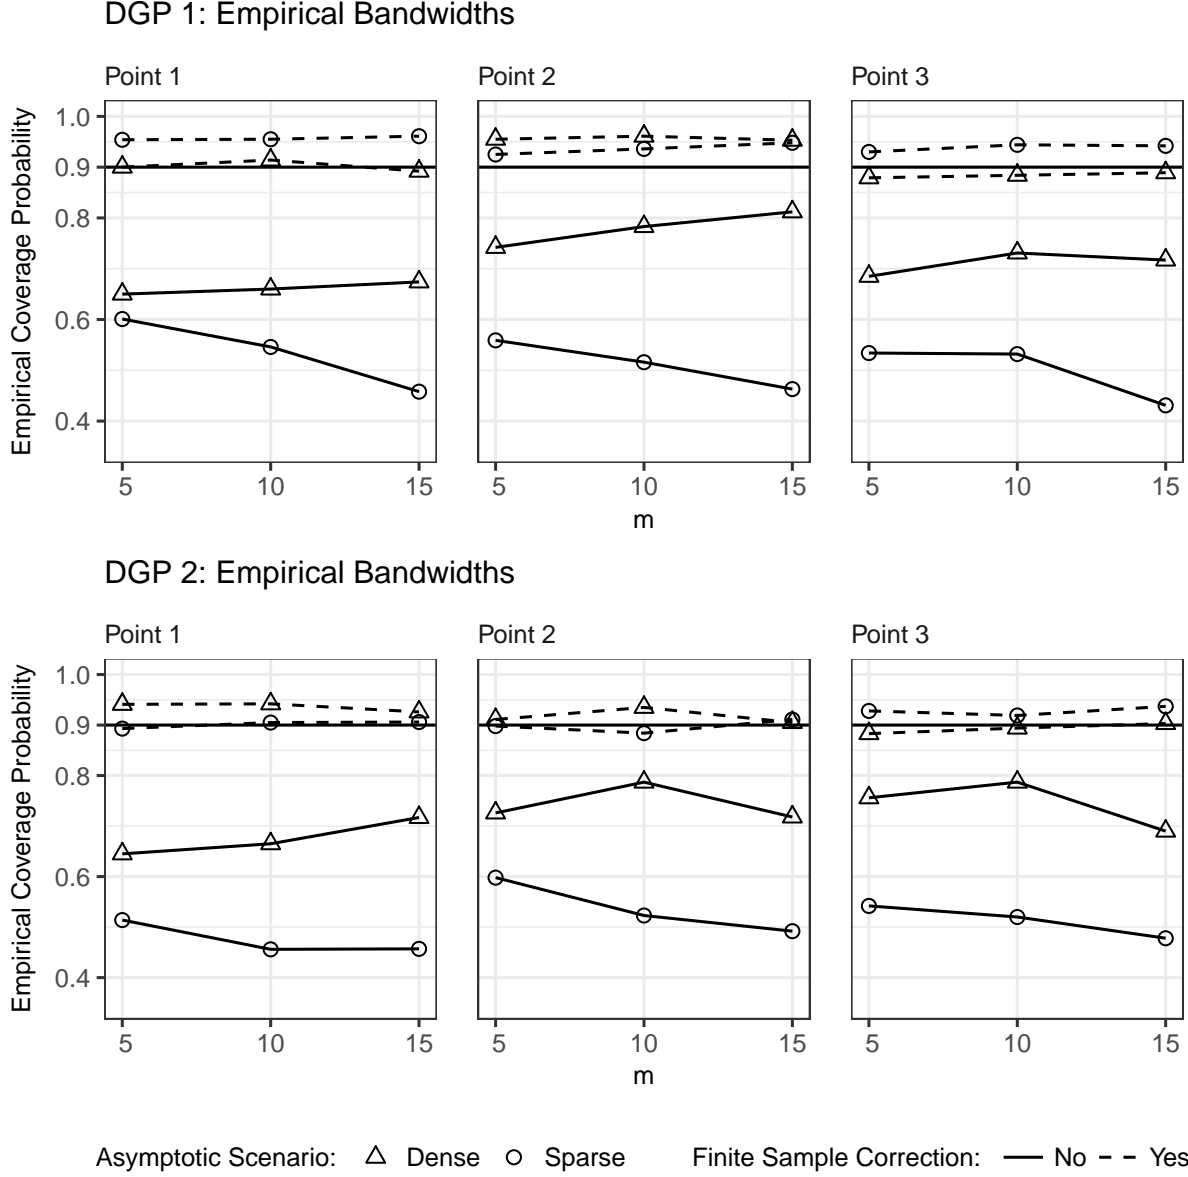 DGP 1: Empirical Bandwidths
Point 1 Point 2 Point 3
Empirical Coverage Probability
1.0
0.9
0.8
0.6
0.4
5 10 15 5 10 15 5 10 15
m
DGP 2: Empirical Bandwidths
Point 1 Point 2 Point 3
Empirical Coverage Probability
1.0
0.9
0.8
0.6
0.4
5 10 15 5 10 15 5 10 15
m
Asymptotic Scenario: Dense Sparse Finite Sample Correction: No Yes